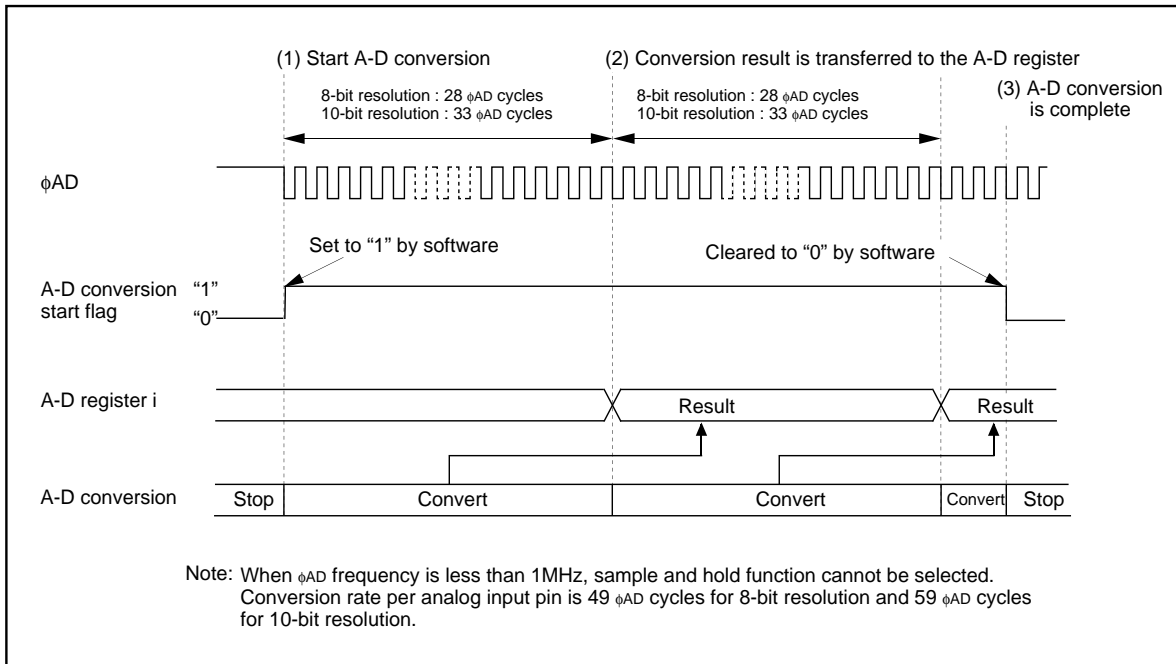 (1) Start A-D conversion
(2) Conversion result is transferred to the A-D register
(3) A-D conversion
is complete
8-bit resolution : 28 ϕAD cycles
10-bit resolution : 33 ϕAD cycles
8-bit resolution : 28 ϕAD cycles
10-bit resolution : 33 ϕAD cycles
ϕAD
Set to “1” by software
Cleared to “0” by software
A-D conversion “1”
start flag “0”
A-D register i
Result
Result
A-D conversion
Stop
Convert
Convert
Convert
Stop
Note: When ϕAD frequency is less than 1MHz, sample and hold function cannot be selected.
Conversion rate per analog input pin is 49 ϕAD cycles for 8-bit resolution and 59 ϕAD cycles
for 10-bit resolution.